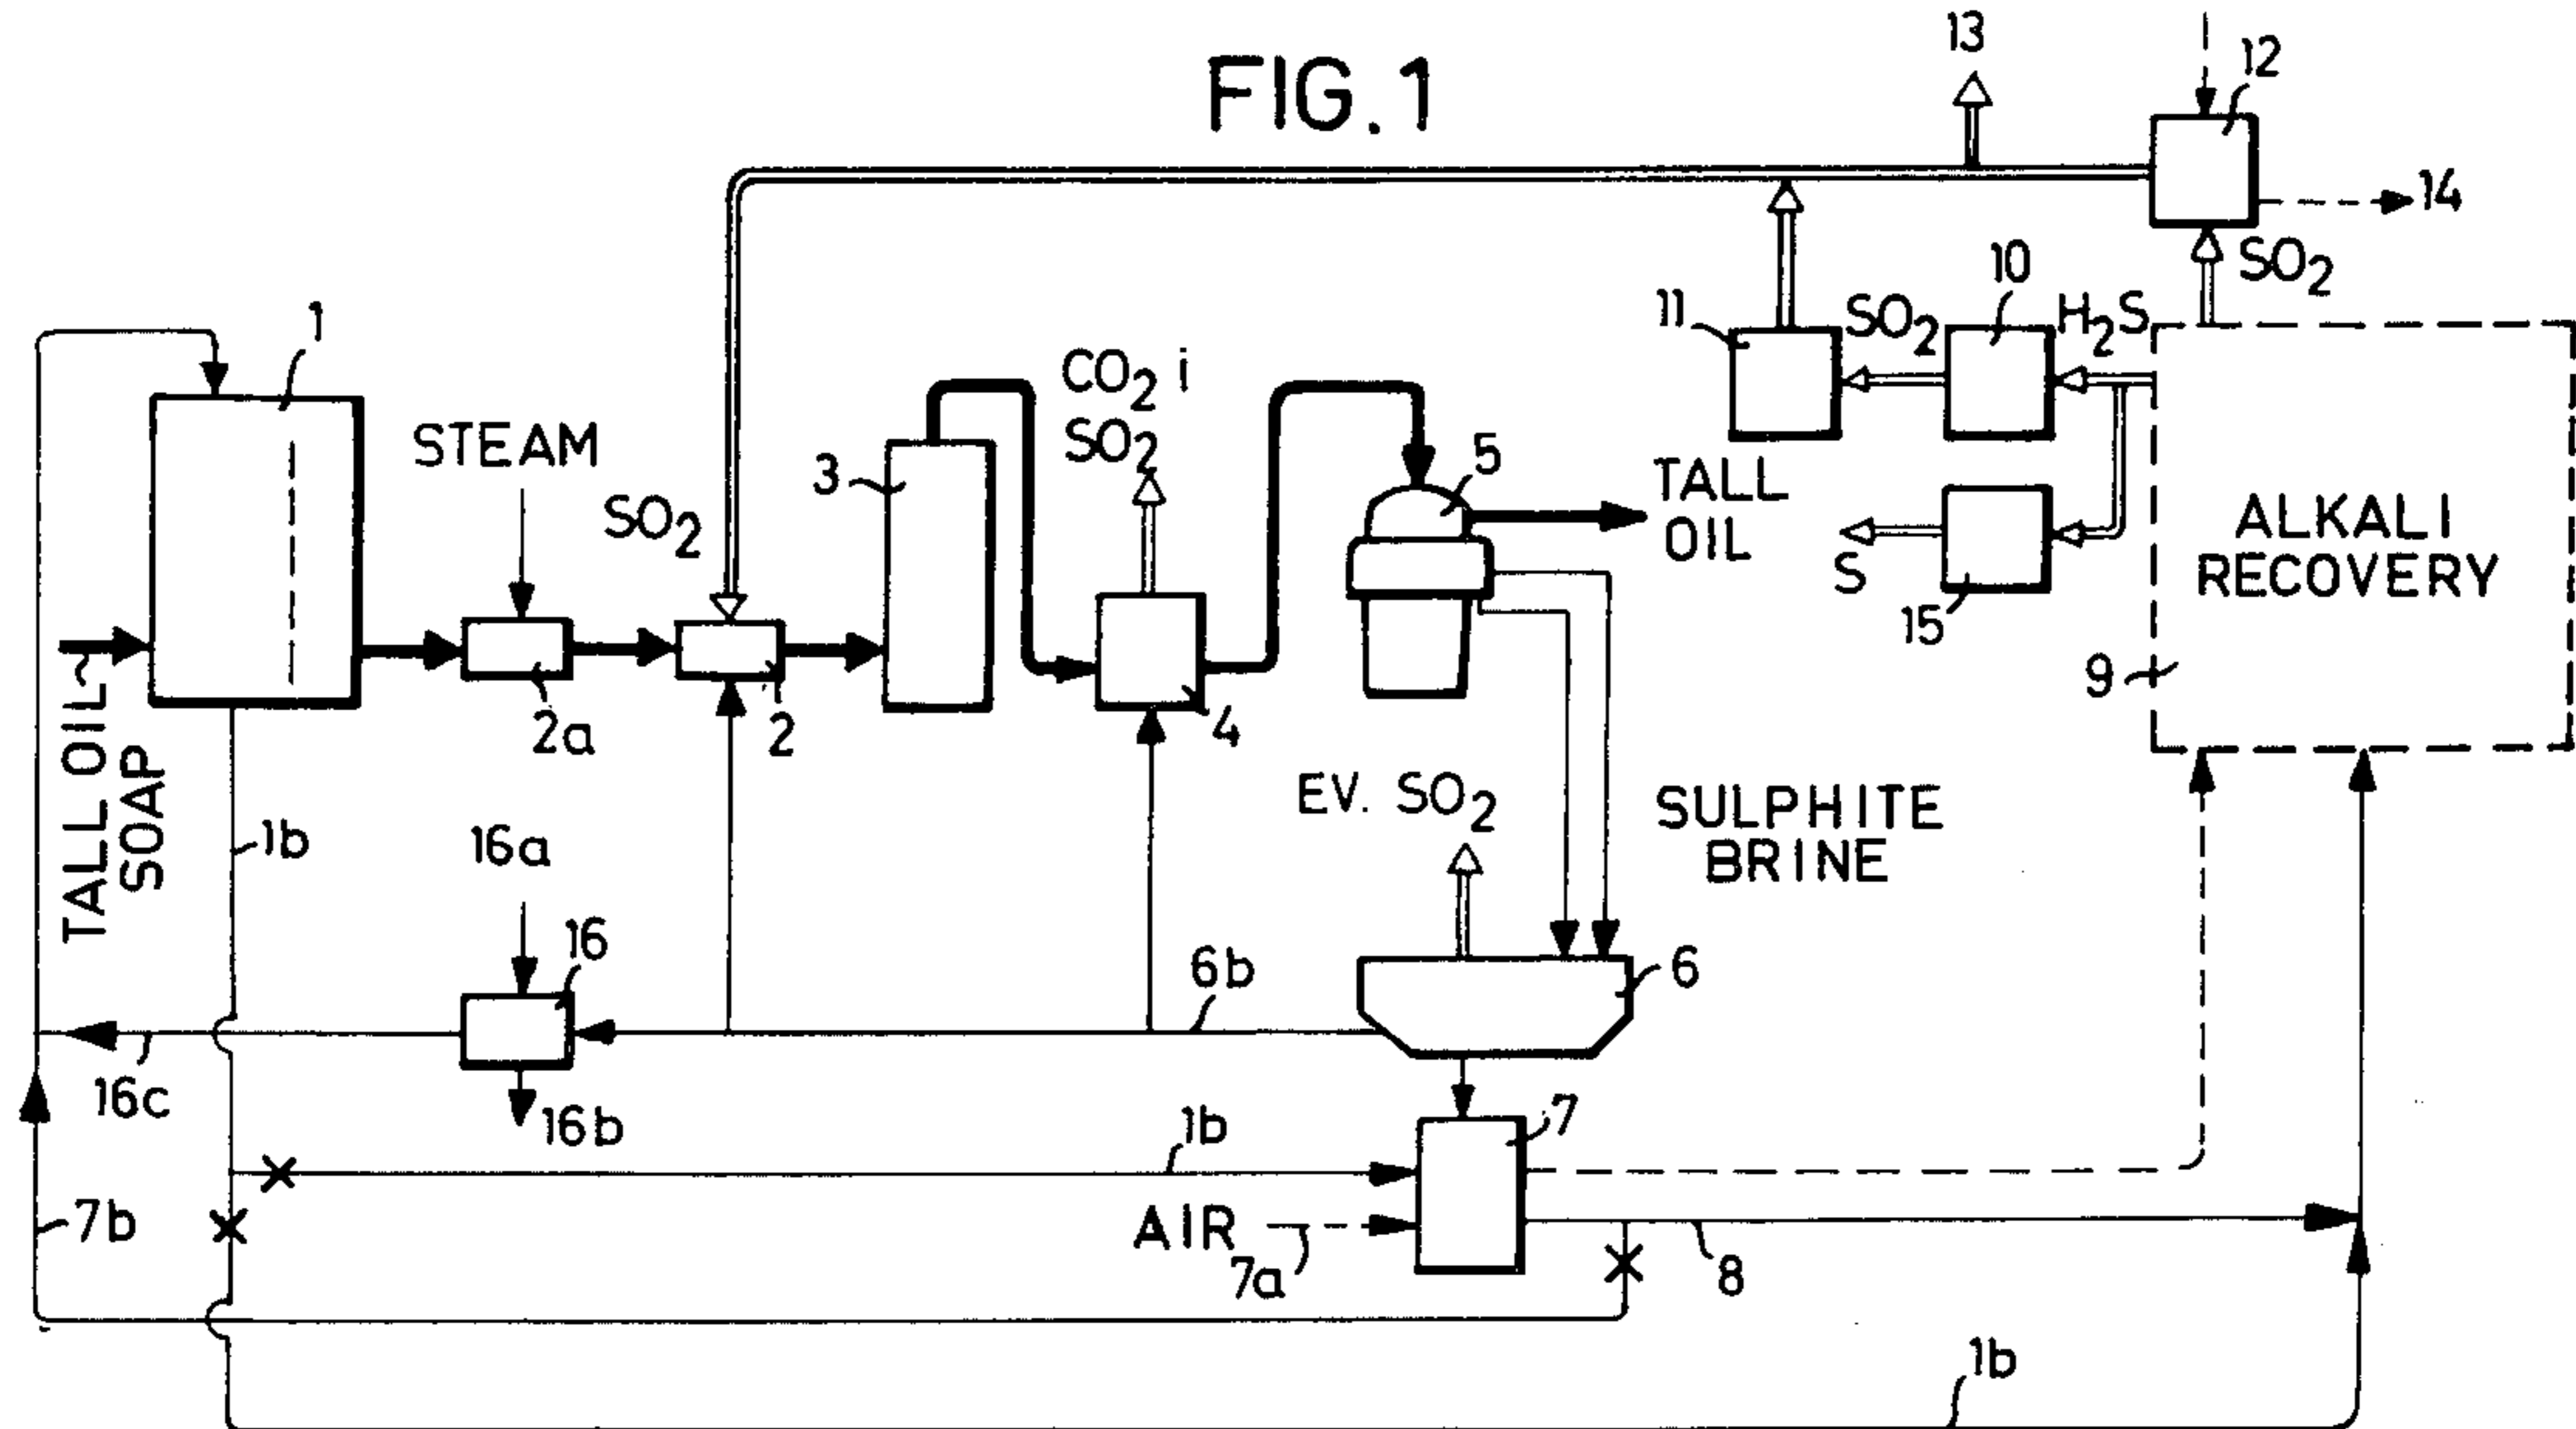 FIG. 1
13
12
14
SO2
10
H2S
SO2
11
1
CO2 i
SO2
STEAM
3
5
TALL
OIL
SO2
S
15
ALKALI
RECOVERY
9
2a
2
4
TALL OIL
SOAP
1b
EV. SO2
SULPHITE
BRINE
16a
16
6b
6
16c
16b
1b
7
7b
AIR
7a
8
1b